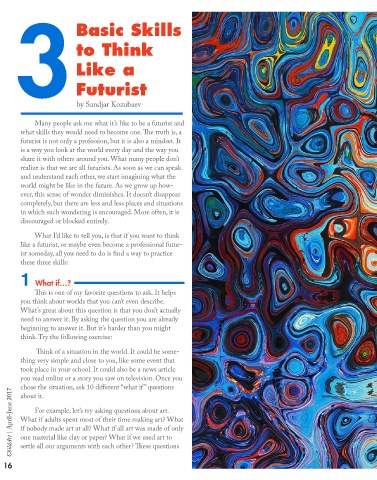 3
Basic Skills
to Think
Like a
Futurist
by Sandjar Kozubaev
Many people ask me what it's like to be a futurist and
what skills they would need to become one. The truth is, a
futurist is not only a profession, but it is also a mindset. It
is a way you look at the world every day and the way you
share it with others around you. What many people don't
realize is that we are all futurists. As soon as we can speak
and understand each other, we start imagining what the
world might be like in the future. As we grow up how-
ever, this sense of wonder diminishes. It doesn't disappear
completely, but there are less and less places and situations
in which such wondering is encouraged. More often, it is
discouraged or blocked entirely.
What I'd like to tell you, is that if you want to think
like a futurist, or maybe even become a professional futur-
ist someday, all you need to do is find a way to practice
these three skills:
1 What if...?
This is one of my favorite questions to ask. It helps
you think about worlds that you can't even describe.
What's great about this question is that you don't actually
need to answer it. By asking the question you are already
beginning to answer it. But it's harder than you might
think. Try the following exercise:
Think of a situation in the world. It could be some-
thing very simple and close to you, like some event that
took place in your school. It could also be a news article
you read online or a story you saw on television. Once you
chose the situation, ask 10 different "what if" questions
about it.
For example, let's try asking questions about art.
What if adults spent most of their time making art? What
if nobody made art at all? What if all art was made of only
one material like clay or paper? What if we used art to
settle all our arguments with each other? These questions
ChildArt | April-June 2017
16